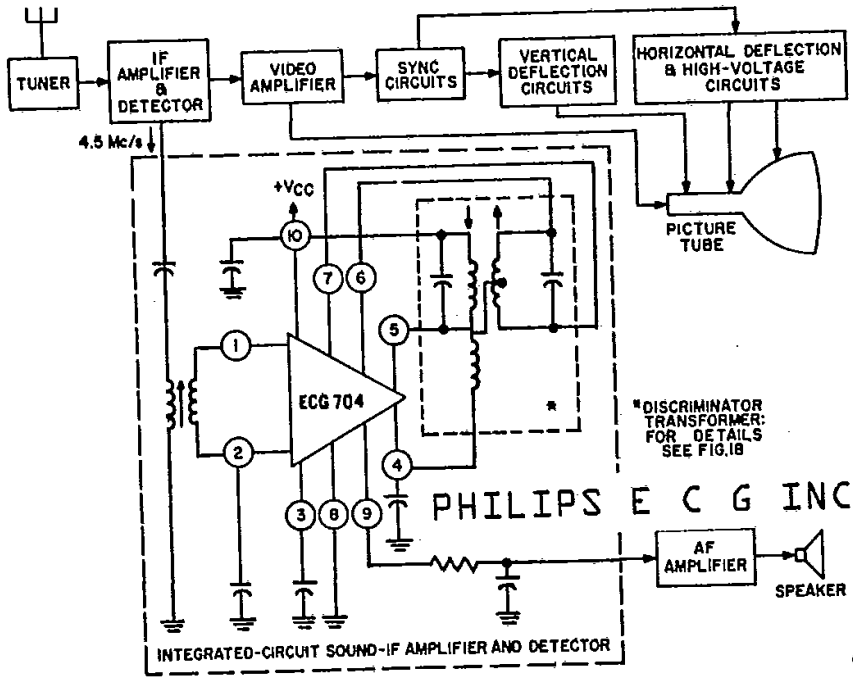 TUNER
IF
AMPLIFIER
&
DETECTOR
VIDEO
AMPLIFIER
SYNC
CIRCUITS
VERTICAL
DEFLECTION
CIRCUITS
HORIZONTAL DEFLECTION
& HIGH-VOLTAGE
CIRCUITS
4.5 Mc/s
+VCC
PICTURE
TUBE
10
7
6
5
1
ECG 704
*
2
4
3
8
9
*DISCRIMINATOR
TRANSFORMER:
FOR DETAILS
SEE FIG.18
PHILIPS E C G INC
AF
AMPLIFIER
SPEAKER
INTEGRATED-CIRCUIT SOUND-IF AMPLIFIER AND DETECTOR